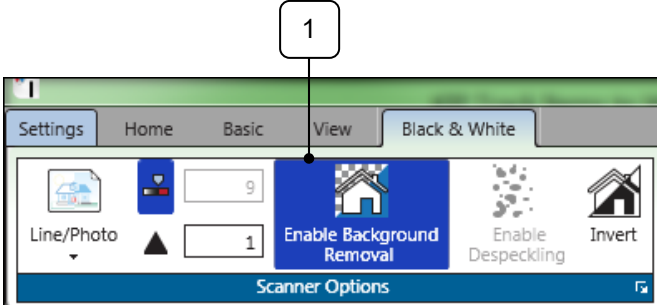 1
Settings Home Basic View Black & White
Line/Photo
9
1
Enable Background
Removal
Enable
Despeckling
Invert
Scanner Options